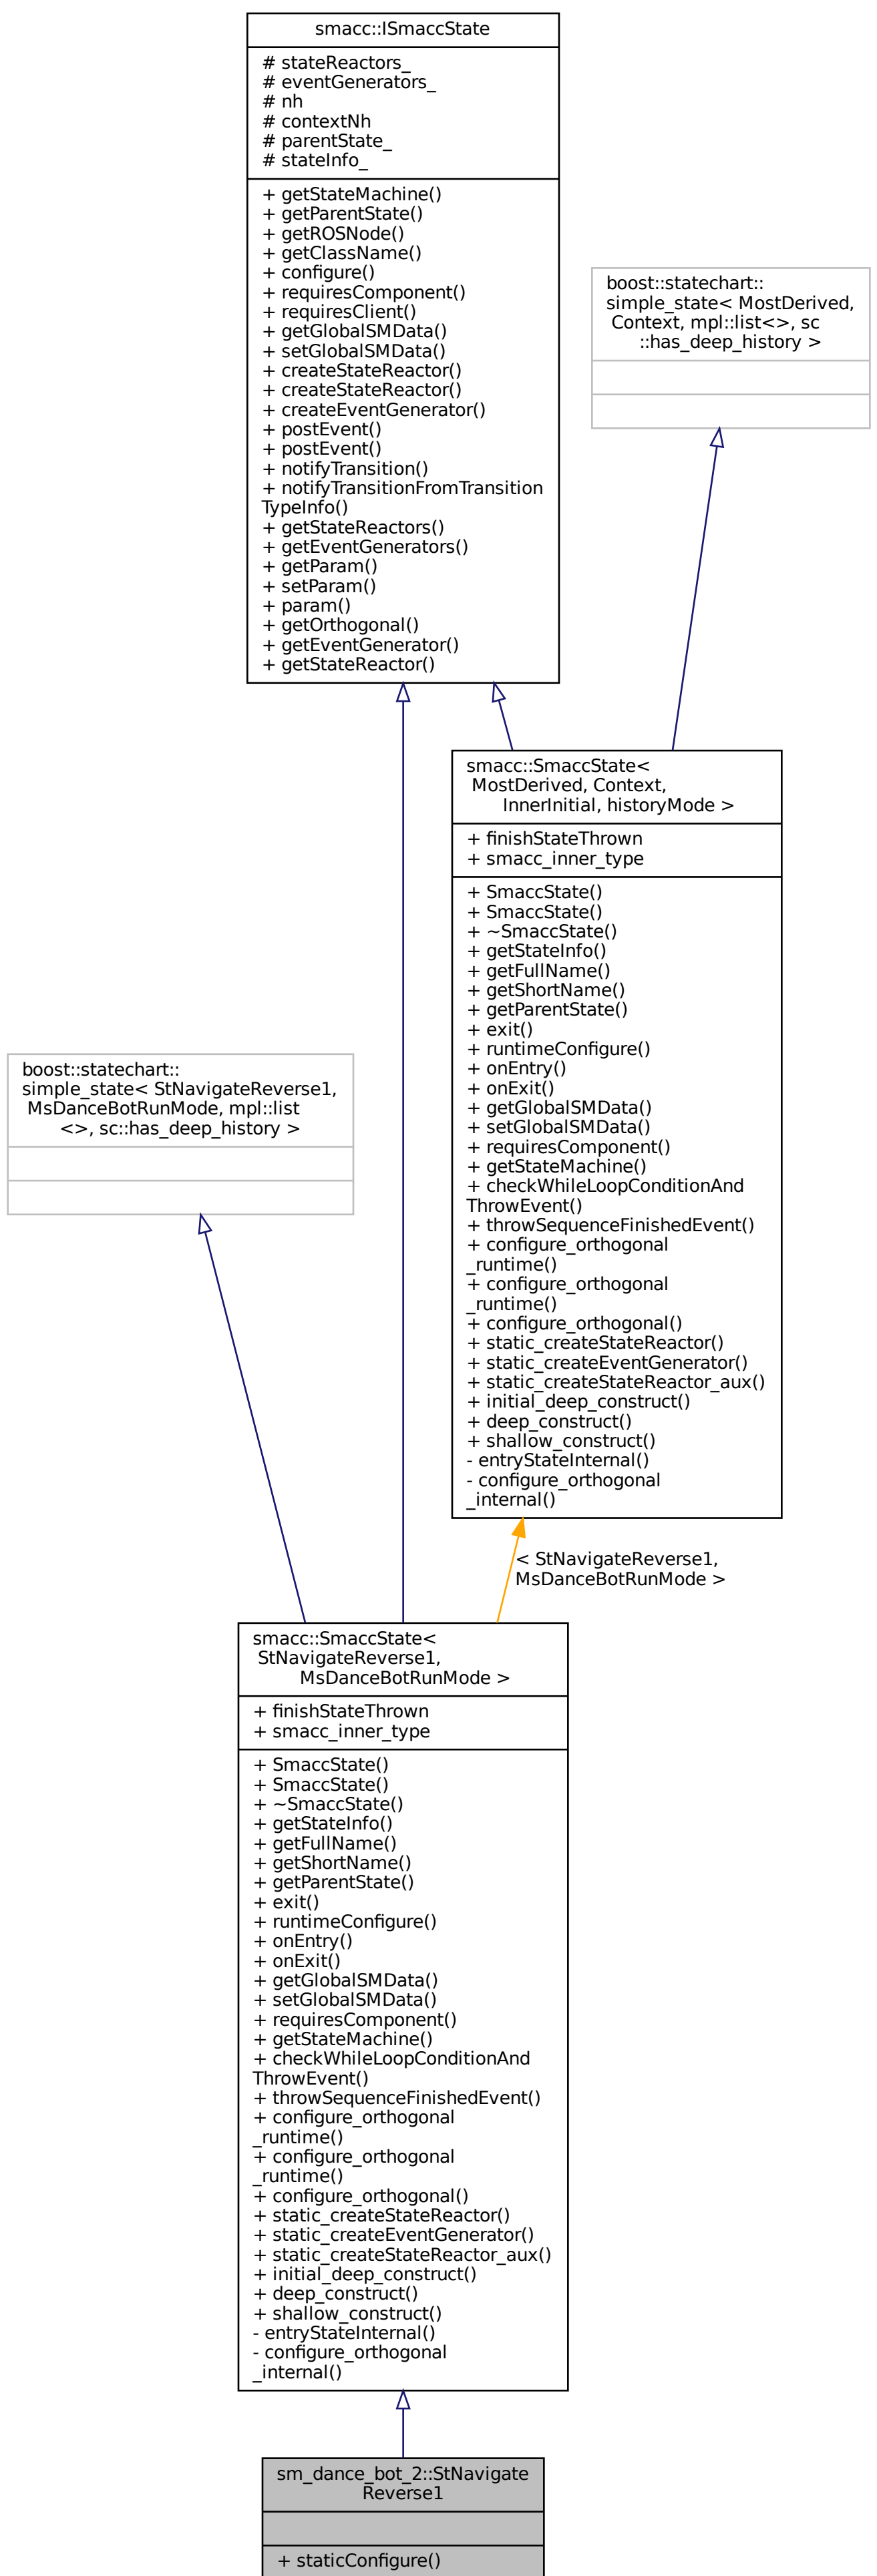 smacc::ISmaccState
# stateReactors_
# eventGenerators_
# nh
# contextNh
# parentState_
# stateInfo_
+ getStateMachine()
+ getParentState()
+ getROSNode()
+ getClassName()
+ configure()
+ requiresComponent()
+ requiresClient()
+ getGlobalSMData()
+ setGlobalSMData()
+ createStateReactor()
+ createStateReactor()
+ createEventGenerator()
+ postEvent()
+ postEvent()
+ notifyTransition()
+ notifyTransitionFromTransition
TypeInfo()
+ getStateReactors()
+ getEventGenerators()
+ getParam()
+ setParam()
+ param()
+ getOrthogonal()
+ getEventGenerator()
+ getStateReactor()
boost::statechart::
simple_state< MostDerived,
Context, mpl::list<>, sc
::has_deep_history >
smacc::SmaccState<
MostDerived, Context,
InnerInitial, historyMode >
+ finishStateThrown
+ smacc_inner_type
+ SmaccState()
+ SmaccState()
+ ~SmaccState()
+ getStateInfo()
+ getFullName()
+ getShortName()
+ getParentState()
+ exit()
+ runtimeConfigure()
+ onEntry()
+ onExit()
+ getGlobalSMData()
+ setGlobalSMData()
+ requiresComponent()
+ getStateMachine()
+ checkWhileLoopConditionAnd
ThrowEvent()
+ throwSequenceFinishedEvent()
+ configure_orthogonal
_runtime()
+ configure_orthogonal
_runtime()
+ configure_orthogonal()
+ static_createStateReactor()
+ static_createEventGenerator()
+ static_createStateReactor_aux()
+ initial_deep_construct()
+ deep_construct()
+ shallow_construct()
- entryStateInternal()
- configure_orthogonal
_internal()
boost::statechart::
simple_state< StNavigateReverse1,
MsDanceBotRunMode, mpl::list
<>, sc::has_deep_history >
< StNavigateReverse1,
MsDanceBotRunMode >
smacc::SmaccState<
StNavigateReverse1,
MsDanceBotRunMode >
+ finishStateThrown
+ smacc_inner_type
+ SmaccState()
+ SmaccState()
+ ~SmaccState()
+ getStateInfo()
+ getFullName()
+ getShortName()
+ getParentState()
+ exit()
+ runtimeConfigure()
+ onEntry()
+ onExit()
+ getGlobalSMData()
+ setGlobalSMData()
+ requiresComponent()
+ getStateMachine()
+ checkWhileLoopConditionAnd
ThrowEvent()
+ throwSequenceFinishedEvent()
+ configure_orthogonal
_runtime()
+ configure_orthogonal
_runtime()
+ configure_orthogonal()
+ static_createStateReactor()
+ static_createEventGenerator()
+ static_createStateReactor_aux()
+ initial_deep_construct()
+ deep_construct()
+ shallow_construct()
- entryStateInternal()
- configure_orthogonal
_internal()
sm_dance_bot_2::StNavigate
Reverse1
+ staticConfigure()